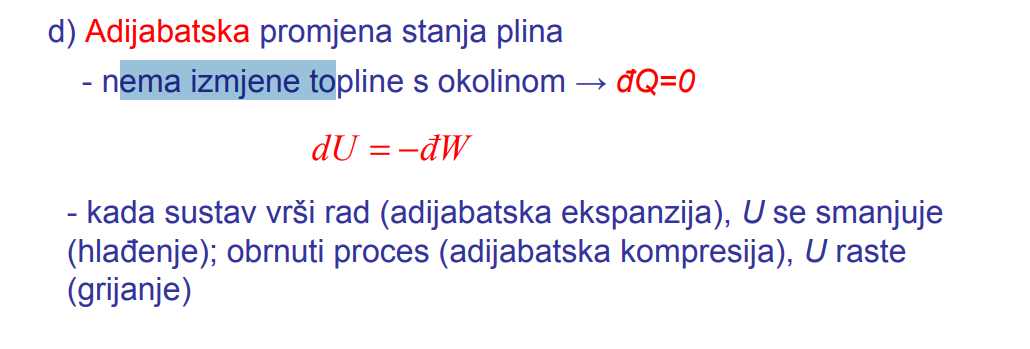 d) Adijabatska promjena stanja plina
- nema izmjene topline s okolinom → đQ=0
dU = −đW
- kada sustav vrši rad (adijabatska ekspanzija), U se smanjuje
(hlađenje); obrnuti proces (adijabatska kompresija), U raste
(grijanje)